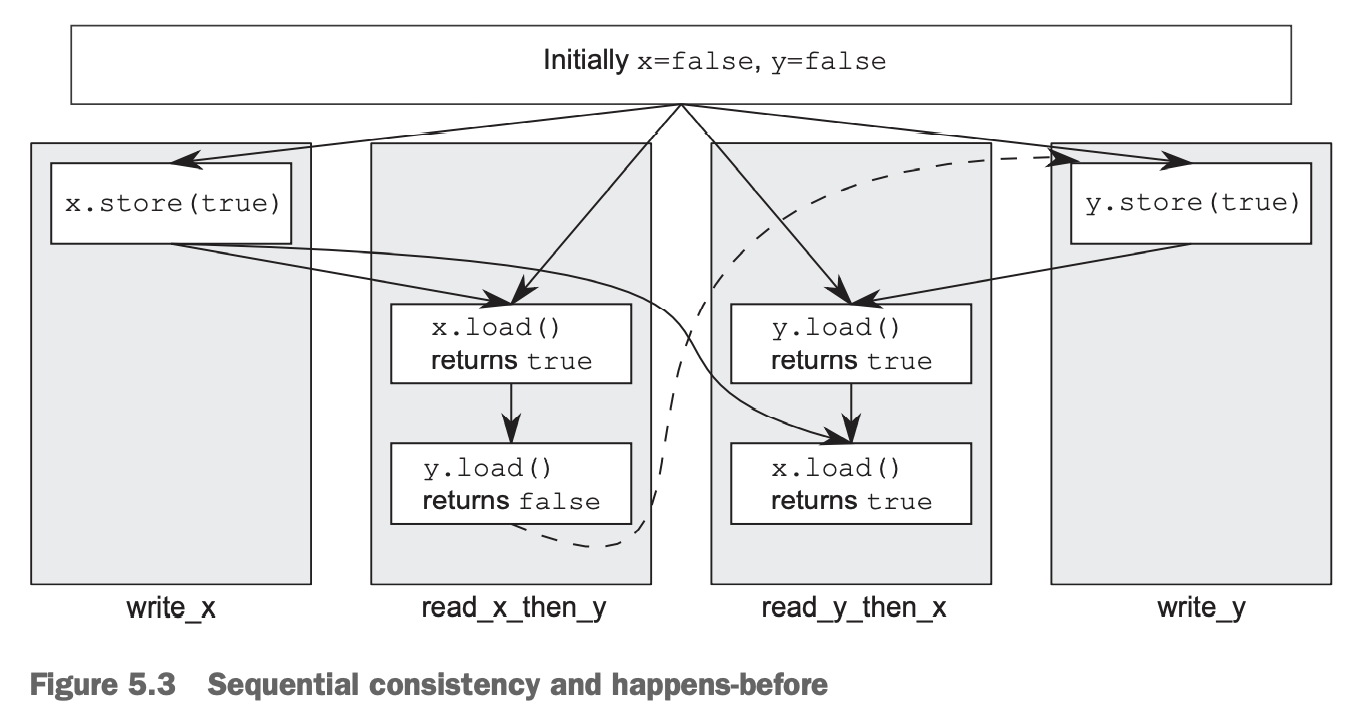 Initially x=false, y=false
x.store(true)
y.store(true)
x.load()
returns true
y.load()
returns true
y.load()
returns false
x.load()
returns true
write_x
read_x_then_y
read_y_then_x
write_y
Figure 5.3 Sequential consistency and happens-before